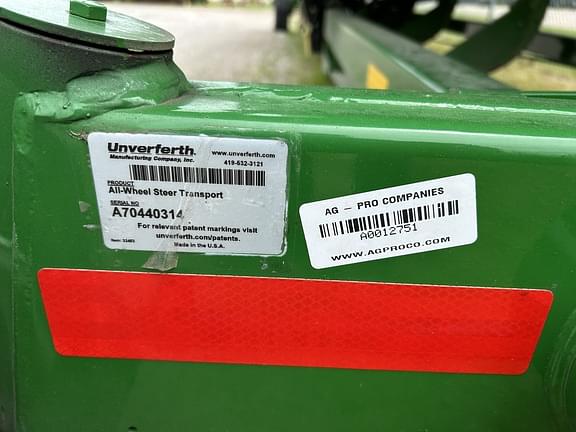 Unverferth
Manufacturing Company, Inc.
www.unverferth.com
419-532-3121
PRODUCT
All-Wheel Steer Transport
SERIAL NO
A70440314
For relevant patent markings visit
unverferth.com/patents.
Made in the U.S.A.
AG - PRO COMPANIES
A0012751
WWW.AGPROCO.COM